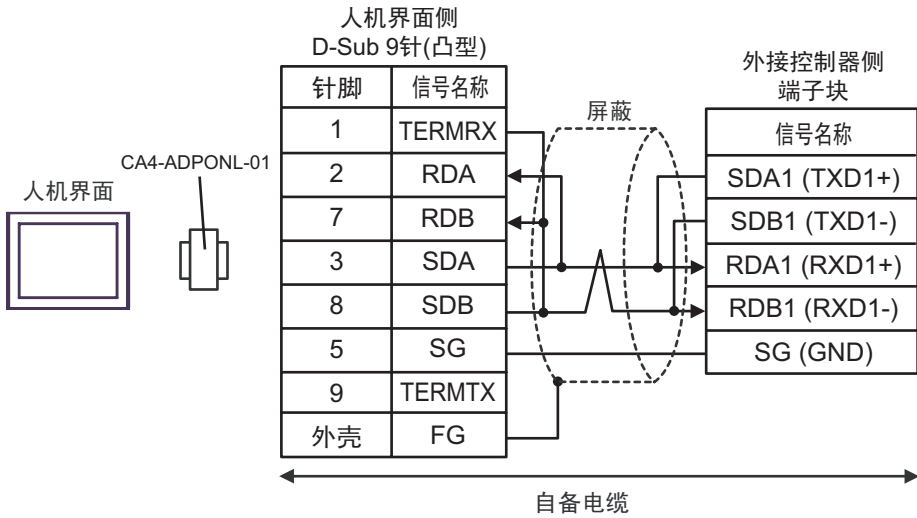 人机界面侧
D-Sub 9针(凸型)
针脚 信号名称
1 TERMRX
2 RDA
7 RDB
3 SDA
8 SDB
5 SG
9 TERMTX
外壳 FG
人机界面
CA4-ADPONL-01
屏蔽
外接控制器侧
端子块
信号名称
SDA1 (TXD1+)
SDB1 (TXD1-)
RDA1 (RXD1+)
RDB1 (RXD1-)
SG (GND)
自备电缆